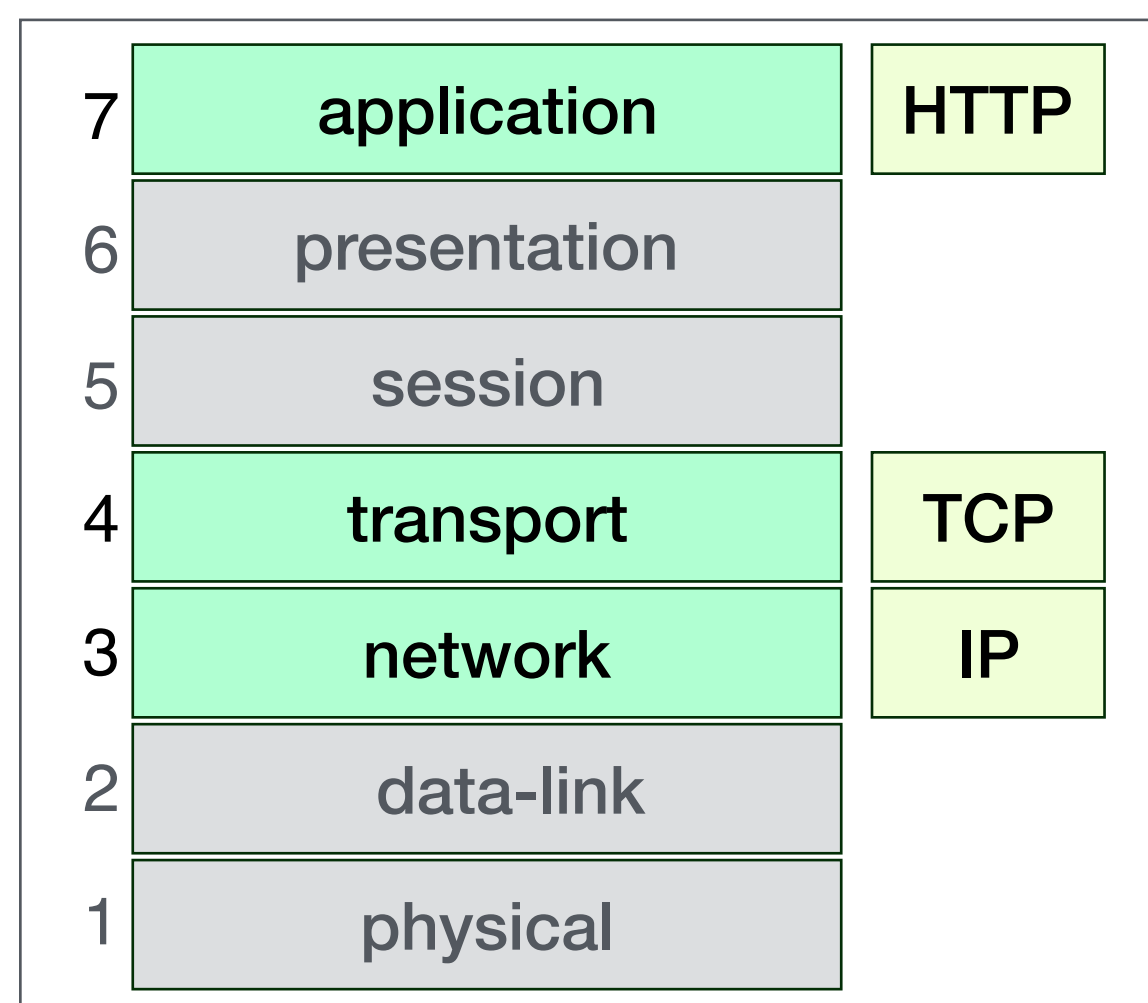 7 application HTTP
6 presentation
5 session
4 transport TCP
3 network IP
2 data-link
1 physical